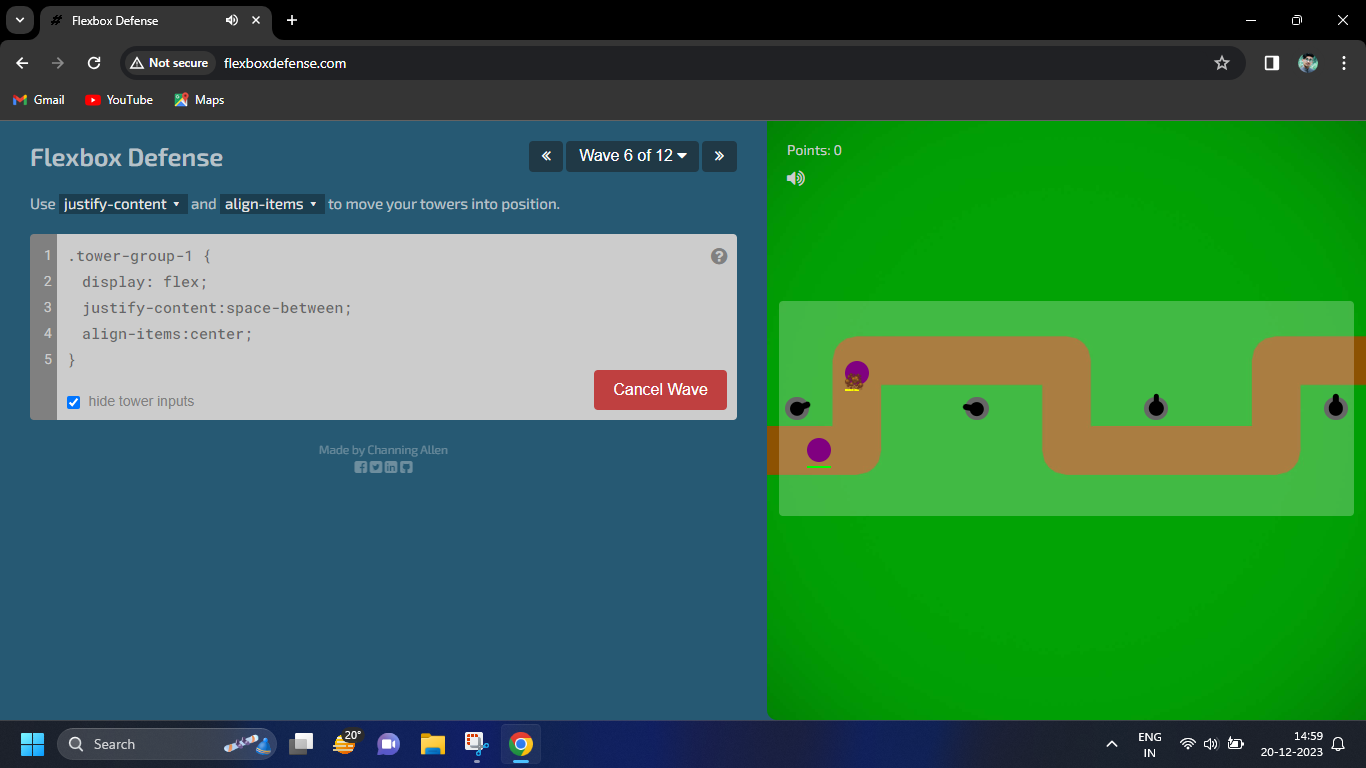 Flexbox Defense
Not secure flexboxdefense.com
Gmail YouTube Maps
Flexbox Defense
« Wave 6 of 12 »
Use justify-content and align-items to move your towers into position.
1 .tower-group-1 {
2 display: flex;
3 justify-content:space-between;
4 align-items:center;
5 }
?
hide tower inputs
Cancel Wave
Made by Channing Allen
Points: 0
Search
20°
ENG
IN
14:59
20-12-2023